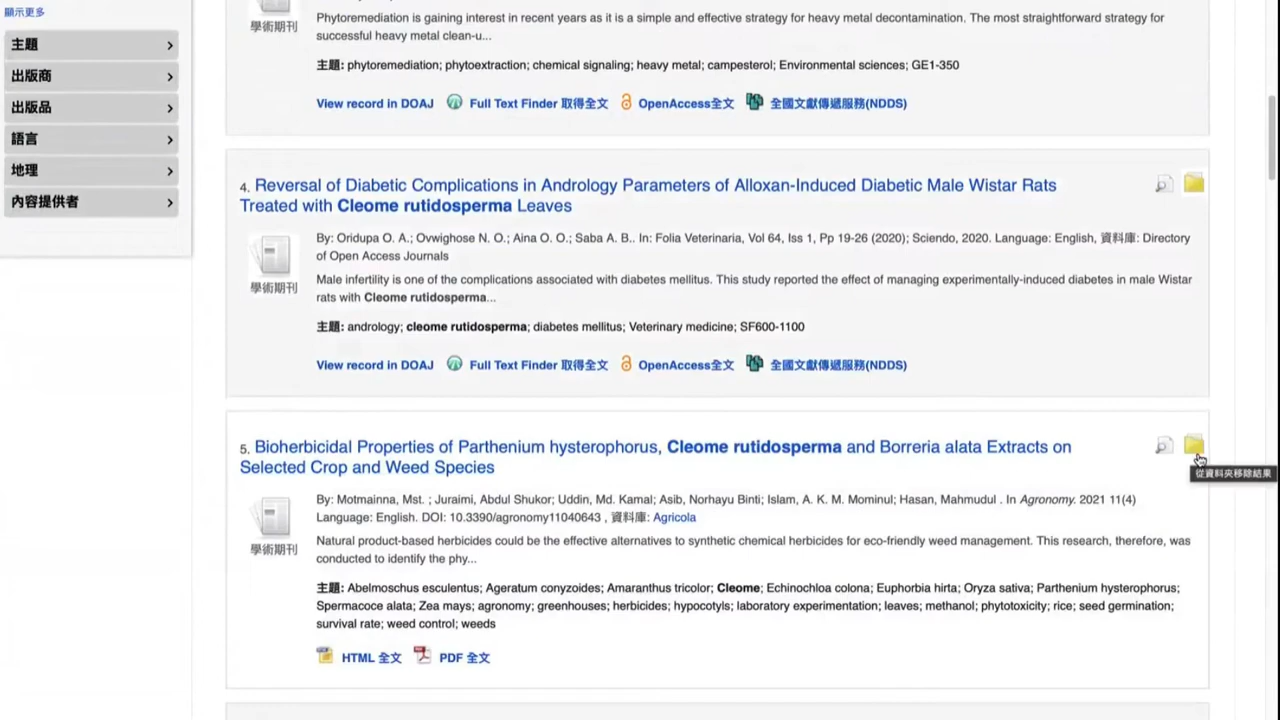 顯示更多
主題
出版商
出版品
語言
地理
內容提供者
學術期刊
Phytoremediation is gaining interest in recent years as it is a simple and effective strategy for heavy metal decontamination. The most straightforward strategy for
successful heavy metal clean-u...
主題: phytoremediation; phytoextraction; chemical signaling; heavy metal; campesterol; Environmental sciences; GE1-350
View record in DOAJ Full Text Finder 取得全文 OpenAccess全文 全國文獻傳遞服務(NDDS)
4. Reversal of Diabetic Complications in Andrology Parameters of Alloxan-Induced Diabetic Male Wistar Rats
Treated with Cleome rutidosperma Leaves
學術期刊
By: Oridupa O. A.; Ovwighose N. O.; Aina O. O.; Saba A. B.. In: Folia Veterinaria, Vol 64, Iss 1, Pp 19-26 (2020); Sciendo, 2020. Language: English, 資料庫: Directory
of Open Access Journals
Male infertility is one of the complications associated with diabetes mellitus. This study reported the effect of managing experimentally-induced diabetes in male Wistar
rats with Cleome rutidosperma...
主題: andrology; cleome rutidosperma; diabetes mellitus; Veterinary medicine; SF600-1100
View record in DOAJ Full Text Finder 取得全文 OpenAccess全文 全國文獻傳遞服務(NDDS)
5. Bioherbicidal Properties of Parthenium hysterophorus, Cleome rutidosperma and Borreria alata Extracts on
Selected Crop and Weed Species
從資料夾移除結果
學術期刊
By: Motmainna, Mst. ; Juraimi, Abdul Shukor; Uddin, Md. Kamal; Asib, Norhayu Binti; Islam, A. K. M. Mominul; Hasan, Mahmudul . In Agronomy. 2021 11(4)
Language: English. DOI: 10.3390/agronomy11040643 , 資料庫: Agricola
Natural product-based herbicides could be the effective alternatives to synthetic chemical herbicides for eco-friendly weed management. This research, therefore, was
conducted to identify the phy...
主題: Abelmoschus esculentus; Ageratum conyzoides; Amaranthus tricolor; Cleome; Echinochloa colona; Euphorbia hirta; Oryza sativa; Parthenium hysterophorus;
Spermacoce alata; Zea mays; agronomy; greenhouses; herbicides; hypocotyls; laboratory experimentation; leaves; methanol; phytotoxicity; rice; seed germination;
survival rate; weed control; weeds
HTML 全文 PDF 全文